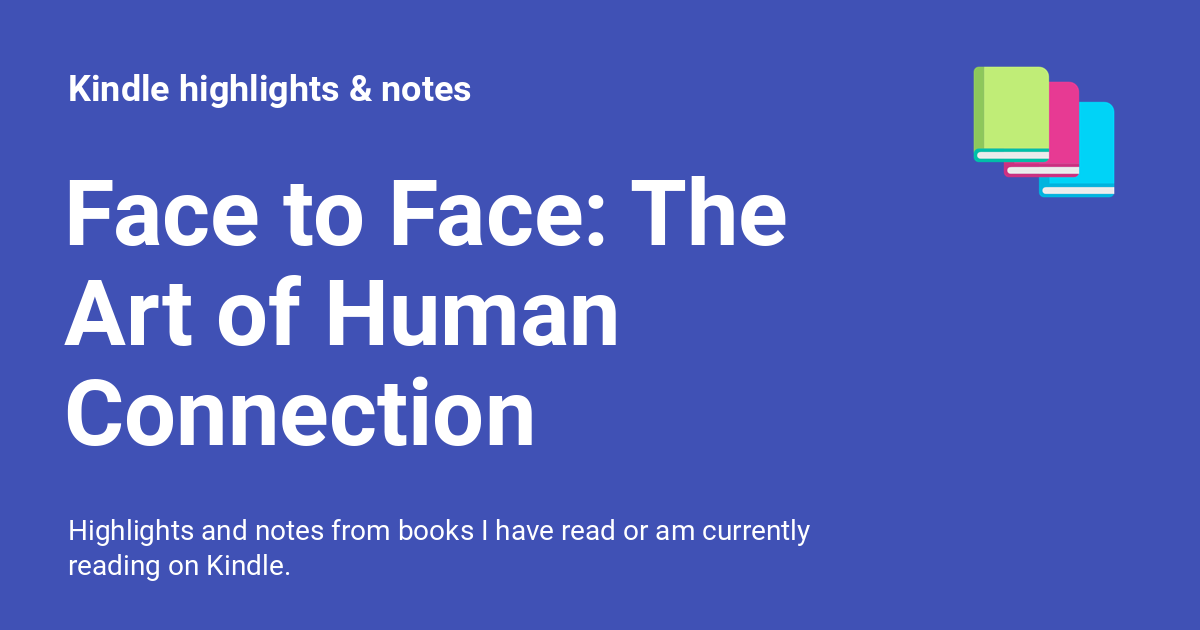 Kindle highlights & notes
Face to Face: The
Art of Human
Connection
Highlights and notes from books I have read or am currently
reading on Kindle.